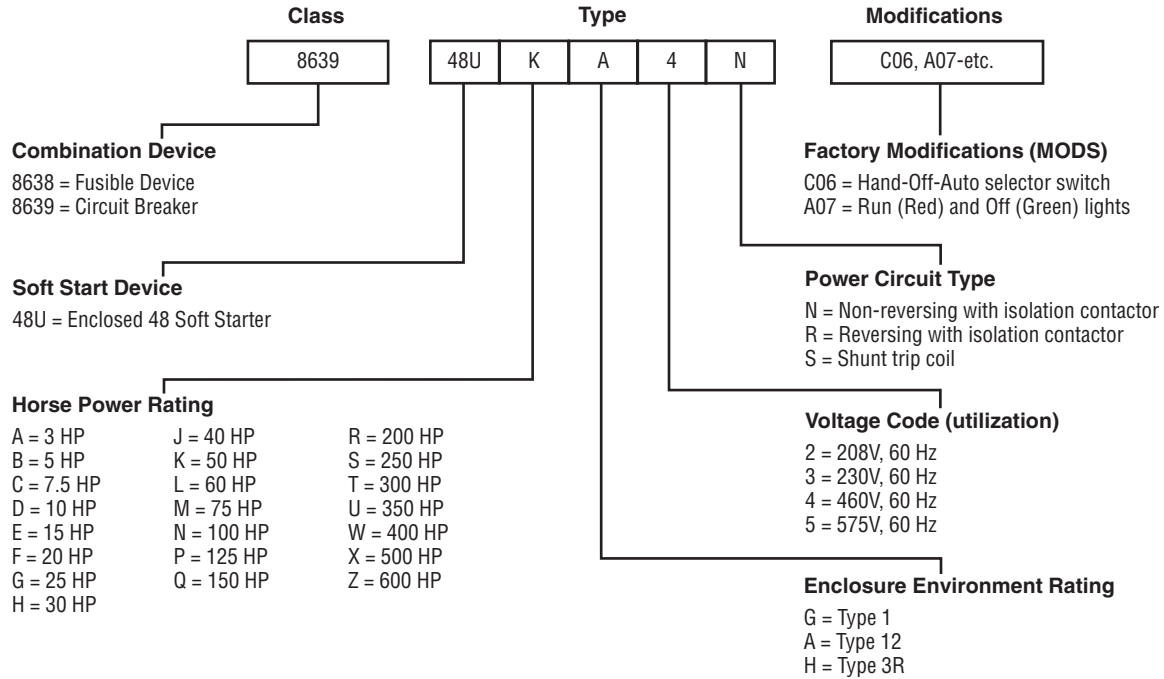 Class
Type
Modifications
8639
48U K A 4 N
C06, A07-etc.
Combination Device
8638 = Fusible Device
8639 = Circuit Breaker
Soft Start Device
48U = Enclosed 48 Soft Starter
Horse Power Rating
A = 3 HP
B = 5 HP
C = 7.5 HP
D = 10 HP
E = 15 HP
F = 20 HP
G = 25 HP
H = 30 HP
J = 40 HP
K = 50 HP
L = 60 HP
M = 75 HP
N = 100 HP
P = 125 HP
Q = 150 HP
R = 200 HP
S = 250 HP
T = 300 HP
U = 350 HP
W = 400 HP
X = 500 HP
Z = 600 HP
Factory Modifications (MODS)
C06 = Hand-Off-Auto selector switch
A07 = Run (Red) and Off (Green) lights
Power Circuit Type
N = Non-reversing with isolation contactor
R = Reversing with isolation contactor
S = Shunt trip coil
Voltage Code (utilization)
2 = 208V, 60 Hz
3 = 230V, 60 Hz
4 = 460V, 60 Hz
5 = 575V, 60 Hz
Enclosure Environment Rating
G = Type 1
A = Type 12
H = Type 3R